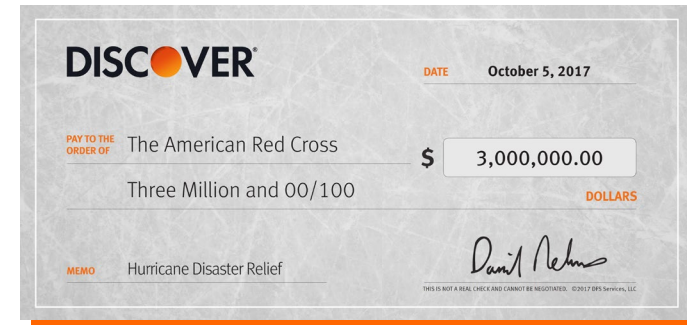 DISCOVER®
DATE October 5, 2017
PAY TO THE
ORDER OF The American Red Cross
$ 3,000,000.00
Three Million and 00/100
DOLLARS
MEMO Hurricane Disaster Relief
THIS IS NOT A REAL CHECK AND CANNOT BE NEGOTIATED. ©2017 DFS Services, LLC